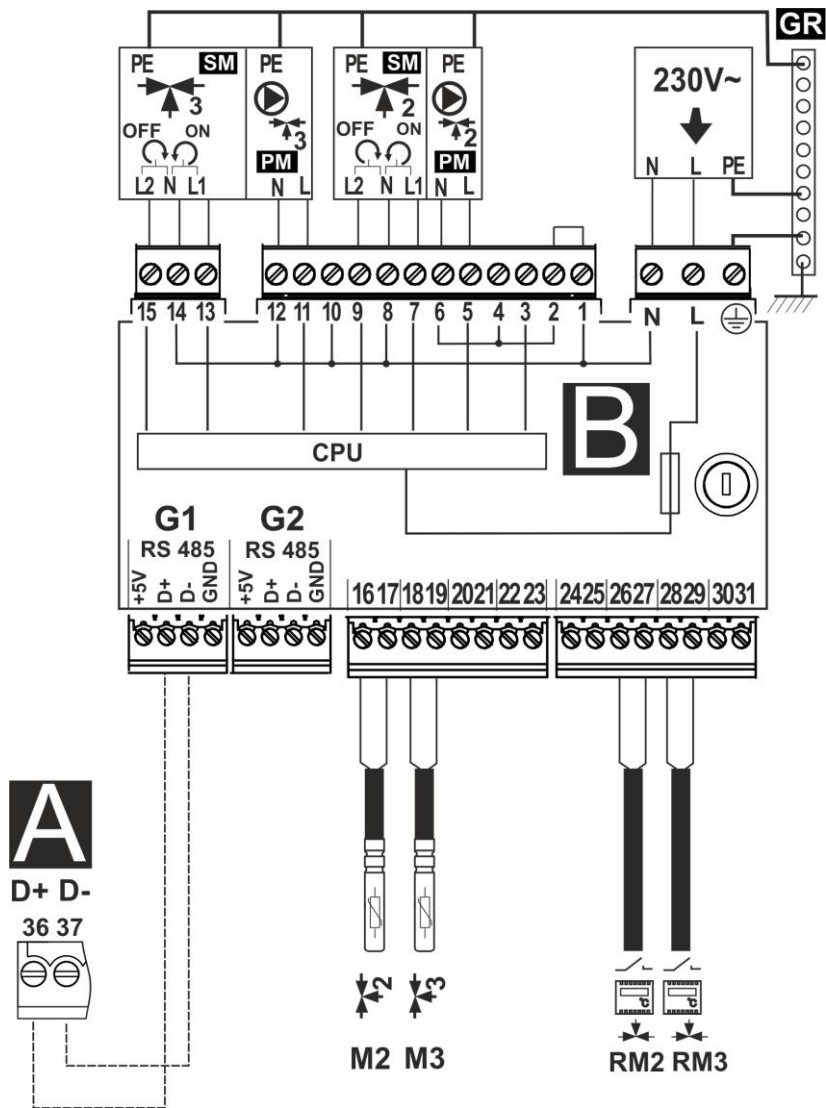 GR
PE SM PE PE SM PE
230V~
3 3 2 2
OFF ON OFF ON
PM PM
L2 N L1 N L L2 N L1 N L N L PE
15 14 13 12 11 10 9 8 7 6 5 4 3 2 1 N L
B
CPU
G1 G2
RS 485 RS 485
+5V D+ D- GND +5V D+ D- GND
16 17 18 19 20 21 22 23 24 25 26 27 28 29 30 31
A
D+ D-
36 37
2 3
°C °C
M2 M3 RM2 RM3